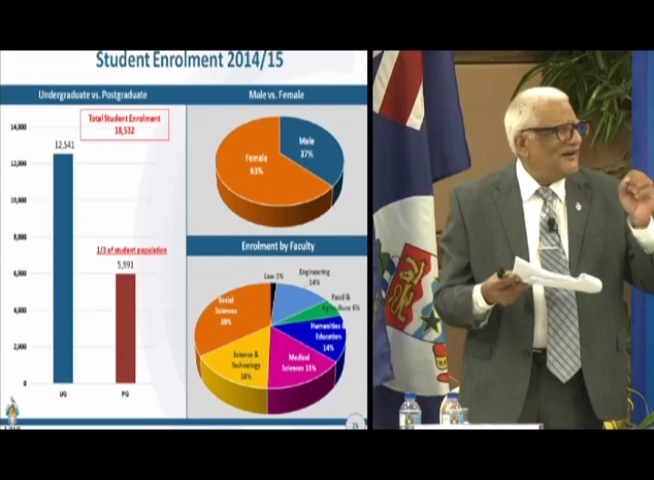 Student Enrolment 2014/15
Undergraduate vs. Postgraduate
Total Student Enrolment
18,532
14,000
12,541
12,000
10,000
8,000
1/3 of student population
6,000
5,991
4,000
2,000
0
UG
PG
Male vs. Female
Male
37%
Female
63%
Enrolment by Faculty
Engineering
14%
Food &
Agriculture 6%
Humanities &
Education
14%
Medical
Sciences 15%
Science &
Technology
Social
Sciences